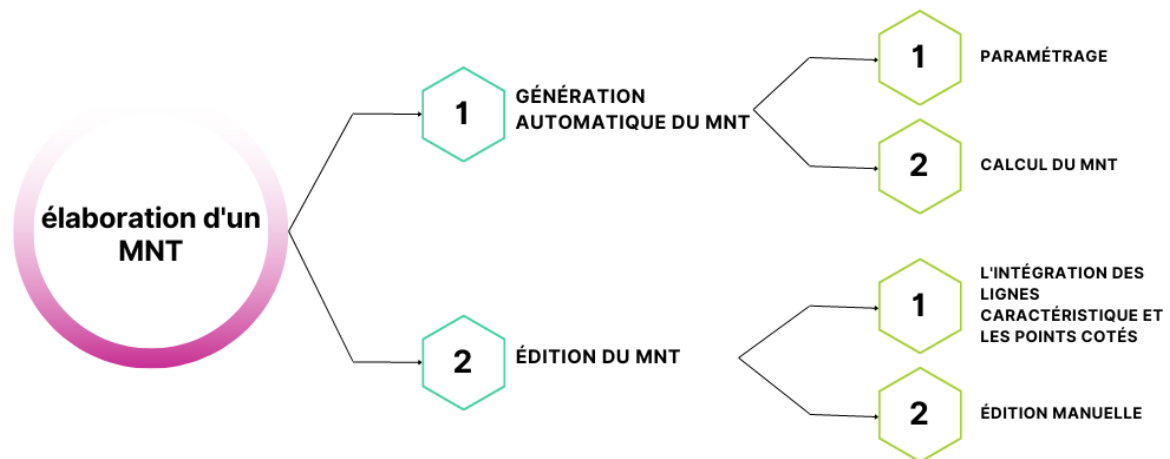 élaboration d'un
MNT
1
GÉNÉRATION
AUTOMATIQUE DU MNT
1
PARAMÉTRAGE
2
CALCUL DU MNT
2
ÉDITION DU MNT
1
L'INTÉGRATION DES
LIGNES
CARACTÉRISTIQUE ET
LES POINTS COTÉS
2
ÉDITION MANUELLE